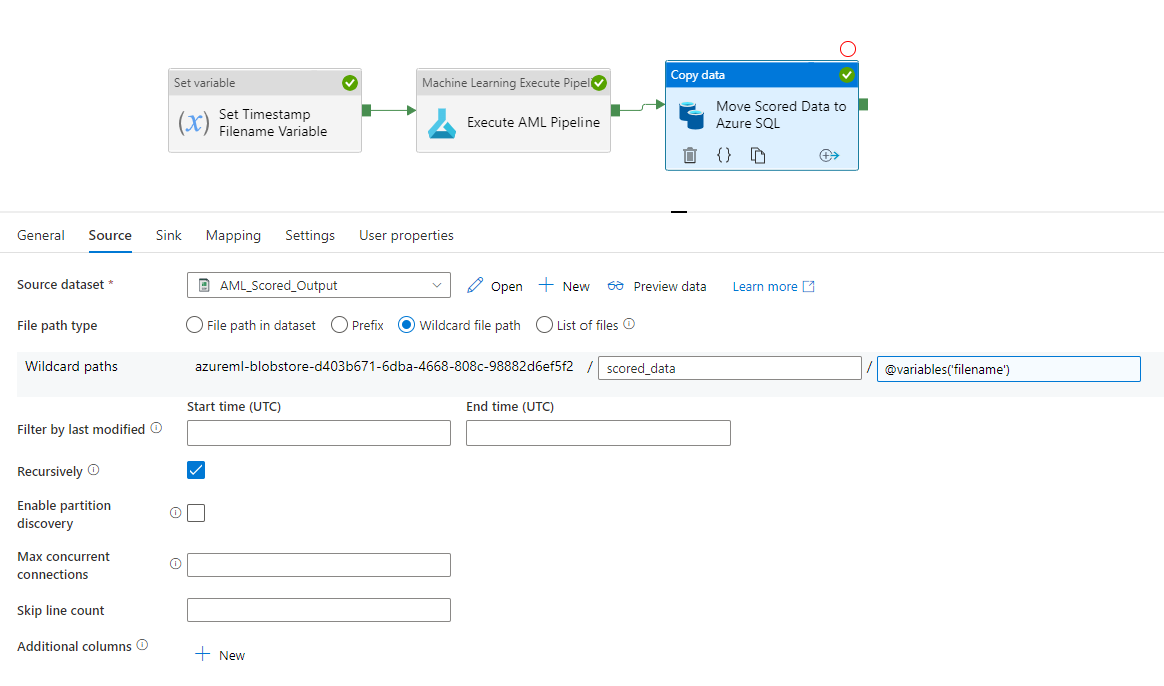 Set variable
Set Timestamp
Filename Variable
Machine Learning Execute Pipel
Execute AML Pipeline
Copy data
Move Scored Data to
Azure SQL
General Source Sink Mapping Settings User properties
Source dataset * AML_Scored_Output Open New Preview data Learn more
File path type File path in dataset Prefix Wildcard file path List of files
Wildcard paths azureml-blobstore-d403b671-6dba-4668-808c-98882d6ef5f2 / scored_data / @variables('filename')
Start time (UTC) End time (UTC)
Filter by last modified
Recursively
Enable partition
discovery
Max concurrent
connections
Skip line count
Additional columns
New